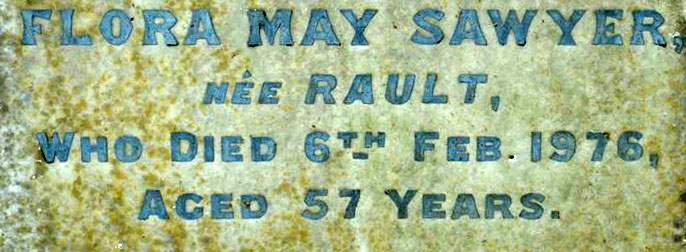 FLORA MAY SAWYER,
NÉE RAULT,
WHO DIED 6TH FEB. 1976,
AGED 57 YEARS.